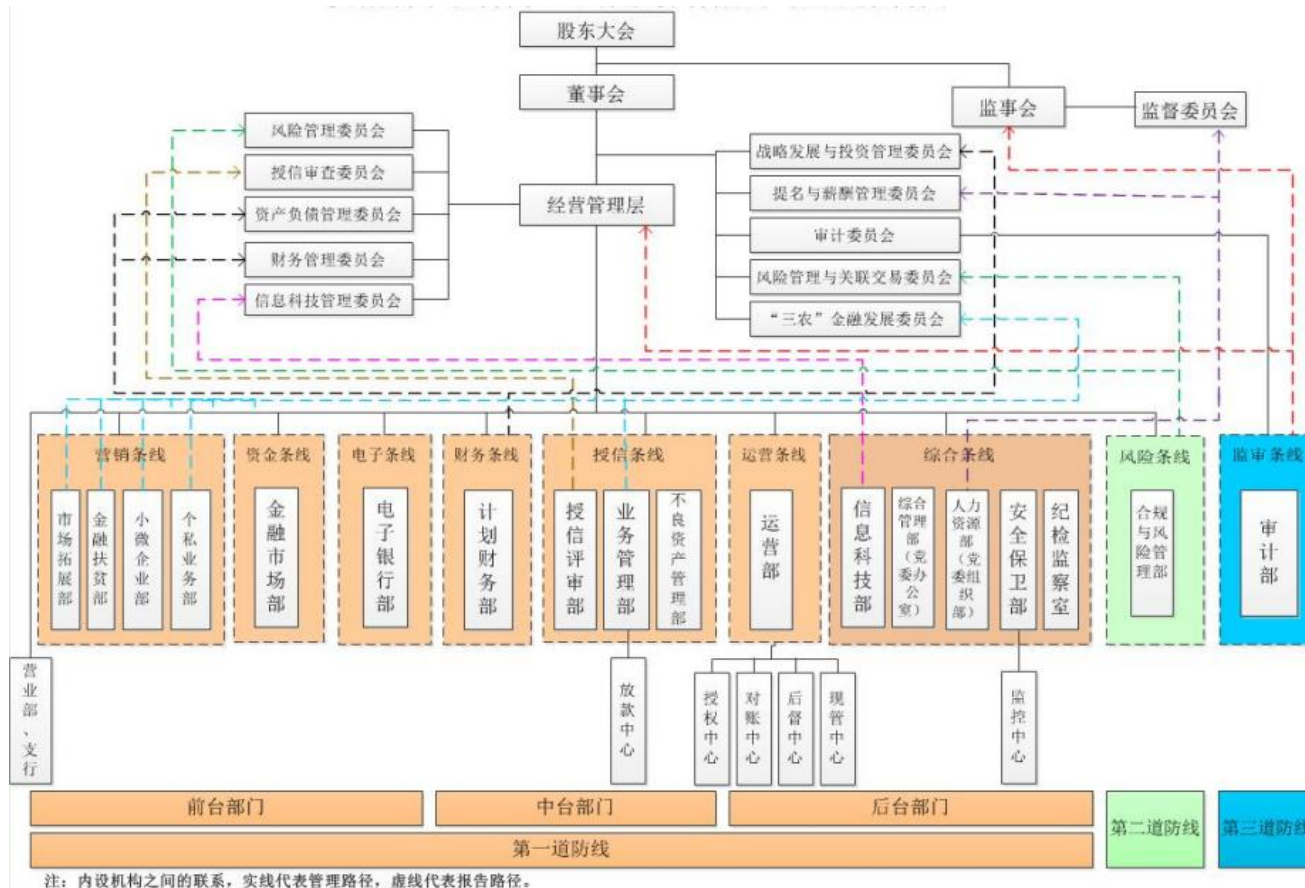 股东大会
董事会
监事会
监督委员会
风险管理委员会
授信审查委员会
资产负债管理委员会
财务管理委员会
信息科技管理委员会
经营管理层
战略发展与投资管理委员会
提名与薪酬管理委员会
审计委员会
风险管理与关联交易委员会
“三农”金融发展委员会
营销条线
资金条线
电子条线
财务条线
授信条线
运营条线
综合条线
风险条线
监审条线
市场拓展部
金融扶贫部
小微企业部
个私业务部
金融市场部
电子银行部
计划财务部
授信评审部
业务管理部
不良资产管理部
运营部
信息科技部
综合管理部（党委办公室）
人力资源部（党委组织部）
安全保卫部
纪检监察室
合规与风险管理部
审计部
营业部、支行
放款中心
授权中心
对账中心
后督中心
现管中心
监控中心
前台部门
中台部门
后台部门
第一道防线
第二道防线
第三道防线
注：内设机构之间的联系，实线代表管理路径，虚线代表报告路径。